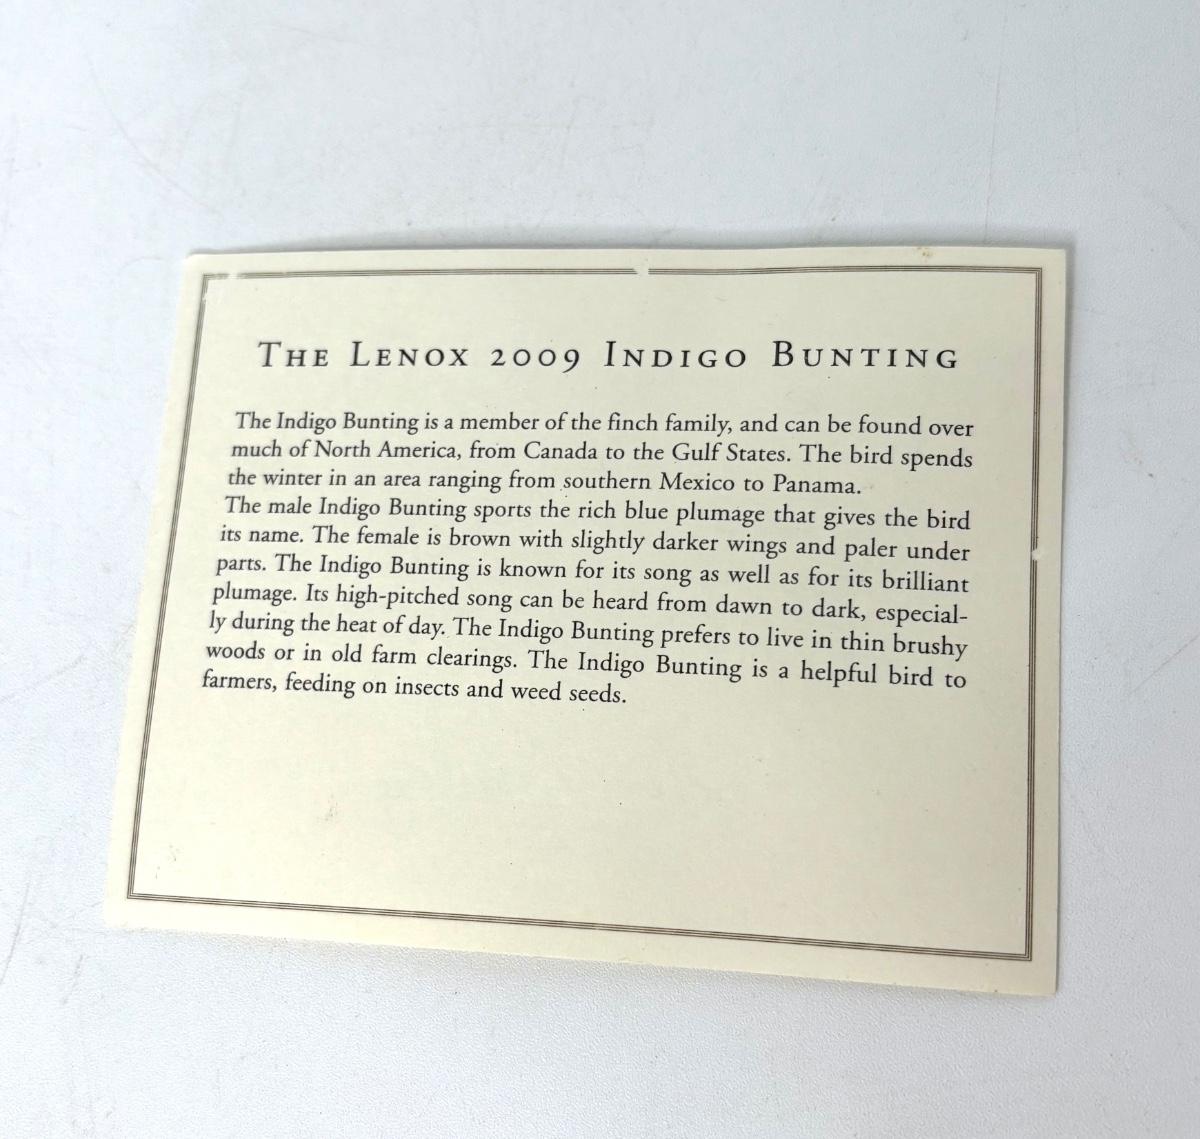 The Lenox 2009 Indigo Bunting
The Indigo Bunting is a member of the finch family, and can be found over
much of North America, from Canada to the Gulf States. The bird spends
the winter in an area ranging from southern Mexico to Panama.
The male Indigo Bunting sports the rich blue plumage that gives the bird
its name. The female is brown with slightly darker wings and paler under
parts. The Indigo Bunting is known for its song as well as for its brilliant
plumage. Its high-pitched song can be heard from dawn to dark, especial-
ly during the heat of day. The Indigo Bunting prefers to live in thin brushy
woods or in old farm clearings. The Indigo Bunting is a helpful bird to
farmers, feeding on insects and weed seeds.